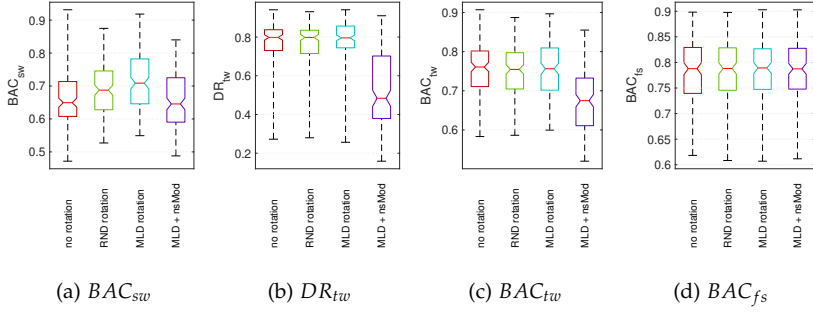 BAC_sw
0.9
0.8
0.7
0.6
0.5
no rotation
RND rotation
MLD rotation
MLD + nsMod
(a) BAC_sw
DR_tw
0.8
0.6
0.4
0.2
no rotation
RND rotation
MLD rotation
MLD + nsMod
(b) DR_tw
BAC_tw
0.9
0.8
0.7
0.6
no rotation
RND rotation
MLD rotation
MLD + nsMod
(c) BAC_tw
BAC_fs
0.9
0.85
0.8
0.75
0.7
0.65
0.6
no rotation
RND rotation
MLD rotation
MLD + nsMod
(d) BAC_fs